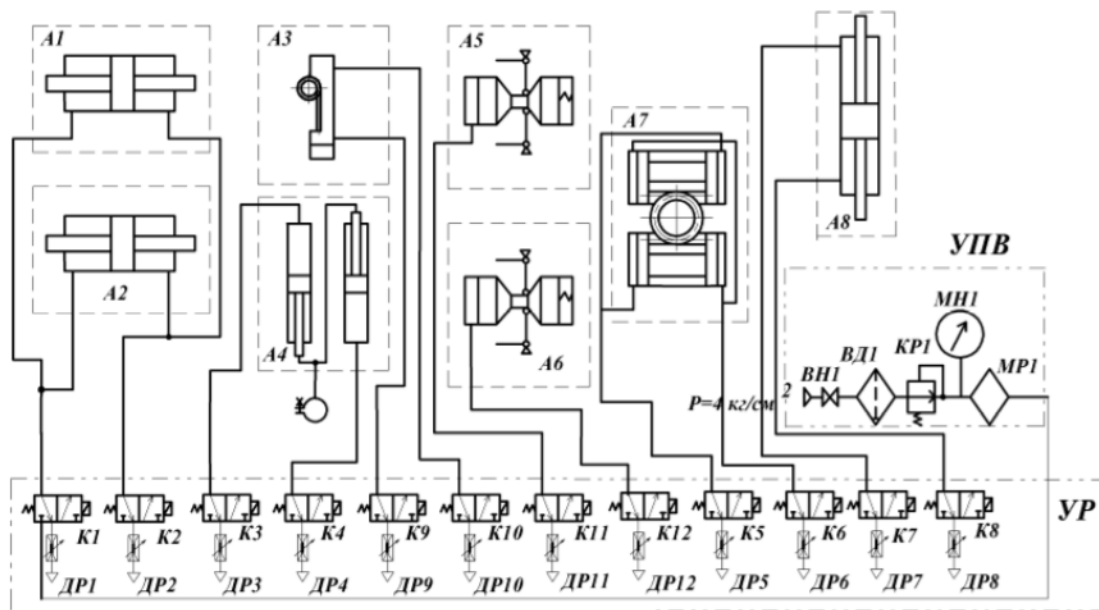 A1
A3
A5
A7
A8
A2
A4
A6
УПВ
МН1
КР1
ВД1
МР1
ВН1
P=4 кг/см 2
К1 К2 К3 К4 К9 К10 К11 К12 К5 К6 К7 К8
УР
ДР1 ДР2 ДР3 ДР4 ДР9 ДР10 ДР11 ДР12 ДР5 ДР6 ДР7 ДР8